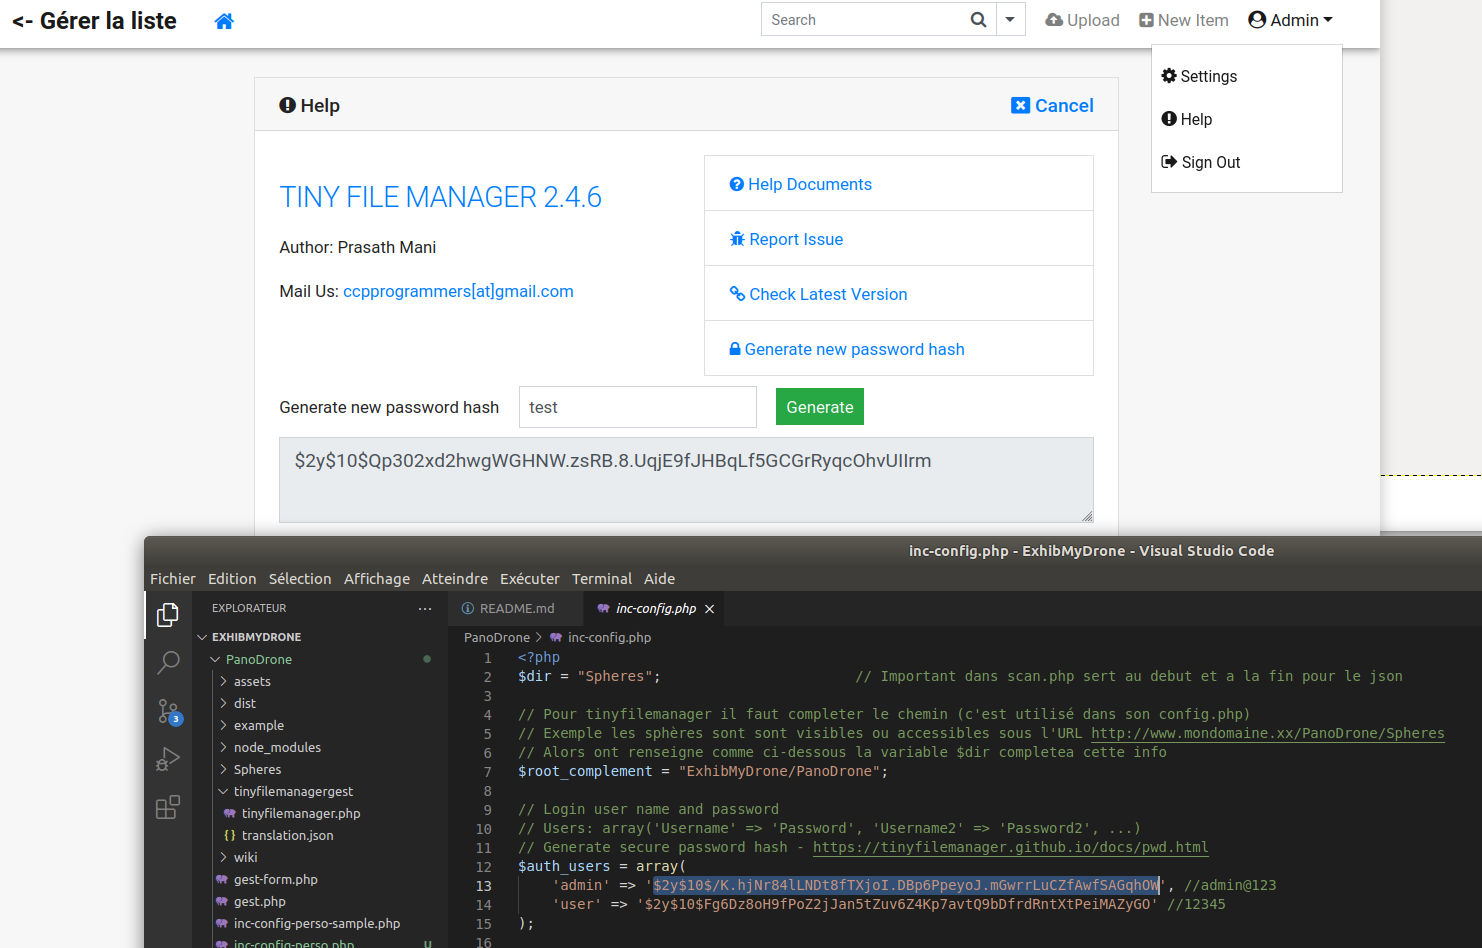 <- Gérer la liste
Search
Upload
New Item
Admin
Settings
Help
Sign Out
Help
Cancel
TINY FILE MANAGER 2.4.6
Author: Prasath Mani
Mail Us: ccpprogrammers[at]gmail.com
Help Documents
Report Issue
Check Latest Version
Generate new password hash
Generate new password hash
test
Generate
$2y$10$Qp302xd2hwgWGHNW.zsRB.8.UqjE9fJHBqLf5GCGrRyqcOhvUIIrm
inc-config.php - ExhibMyDrone - Visual Studio Code
Fichier Edition Sélection Affichage Atteindre Exécuter Terminal Aide
EXPLORATEUR
...
README.md
inc-config.php
EXHIBMYDRONE
PanoDrone
assets
dist
example
node_modules
Spheres
tinyfilemanagergest
tinyfilemanager.php
{} translation.json
wiki
gest-form.php
gest.php
inc-config-perso-sample.php
inc-config-perso.php U
3
PanoDrone > inc-config.php
1 <?php
2 $dir = "Spheres"; // Important dans scan.php sert au debut et a la fin pour le json
3
4 // Pour tinyfilemanager il faut completer le chemin (c'est utilisé dans son config.php)
5 // Exemple les sphères sont sont visibles ou accessibles sous l'URL http://www.mondomaine.xx/PanoDrone/Spheres
6 // Alors ont renseigne comme ci-dessous la variable $dir completea cette info
7 $root_complement = "ExhibMyDrone/PanoDrone";
8
9 // Login user name and password
10 // Users: array('Username' => 'Password', 'Username2' => 'Password2', ...)
11 // Generate secure password hash - https://tinyfilemanager.github.io/docs/pwd.html
12 $auth_users = array(
13 'admin' => '$2y$10$/K.hjNr84lLNDt8fTXjoI.DBp6PpeyoJ.mGwrrLuCZfAwfSAGqhOW', //admin@123
14 'user' => '$2y$10$Fg6Dz8oH9fPoZ2jJan5tZuv6Z4Kp7avtQ9bDfrdRntXtPeiMAZyGO' //12345
15 );
16